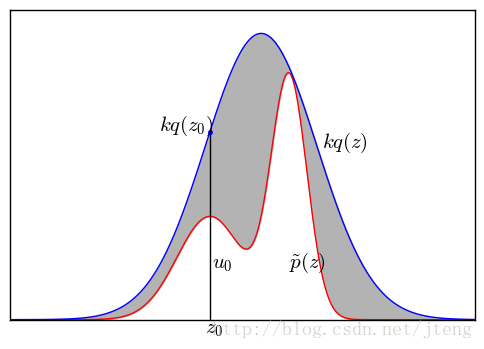 kq(z₀)
kq(z)
u₀
p̃(z)
z₀
http://blog.csdn.net/jteng